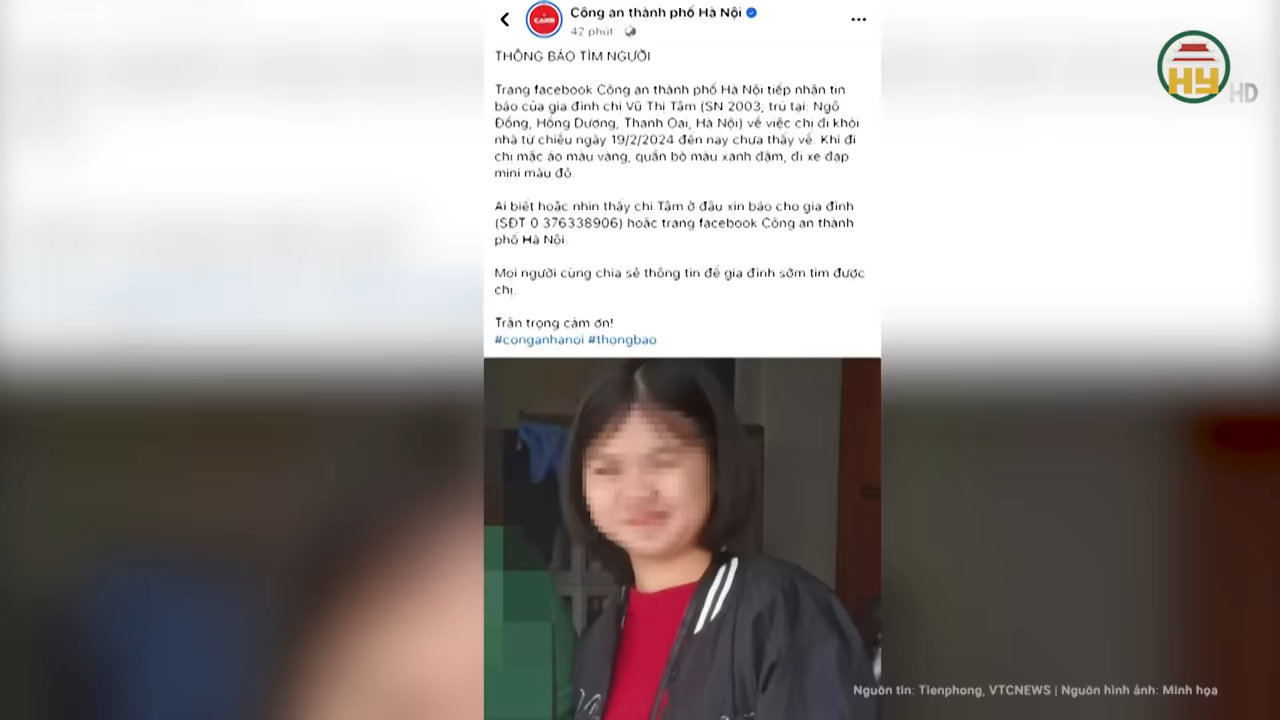 Công an thành phố Hà Nội
CAHN
42 phút
THÔNG BÁO TÌM NGƯỜI
HY
HD
Trang facebook Công an thành phố Hà Nội tiếp nhận tin
báo của gia đình chị Vũ Thị Tâm (SN 2003; trú tại: Ngõ
Đồng, Hồng Dương, Thanh Oai, Hà Nội) về việc chị đi khỏi
nhà từ chiều ngày 19/2/2024 đến nay chưa thấy về. Khi đi
chị mặc áo màu vàng, quần bò màu xanh đậm, đi xe đạp
mini màu đỏ.
Ai biết hoặc nhìn thấy chị Tâm ở đâu xin báo cho gia đình
(SĐT 0 376338906) hoặc trang facebook Công an thành
phố Hà Nội.
Mọi người cùng chia sẻ thông tin để gia đình sớm tìm được
chị.
Trân trọng cảm ơn!
#conganhanoi #thongbao
Nguồn tin: Tienphong, VTCNEWS | Nguồn hình ảnh: Minh họa